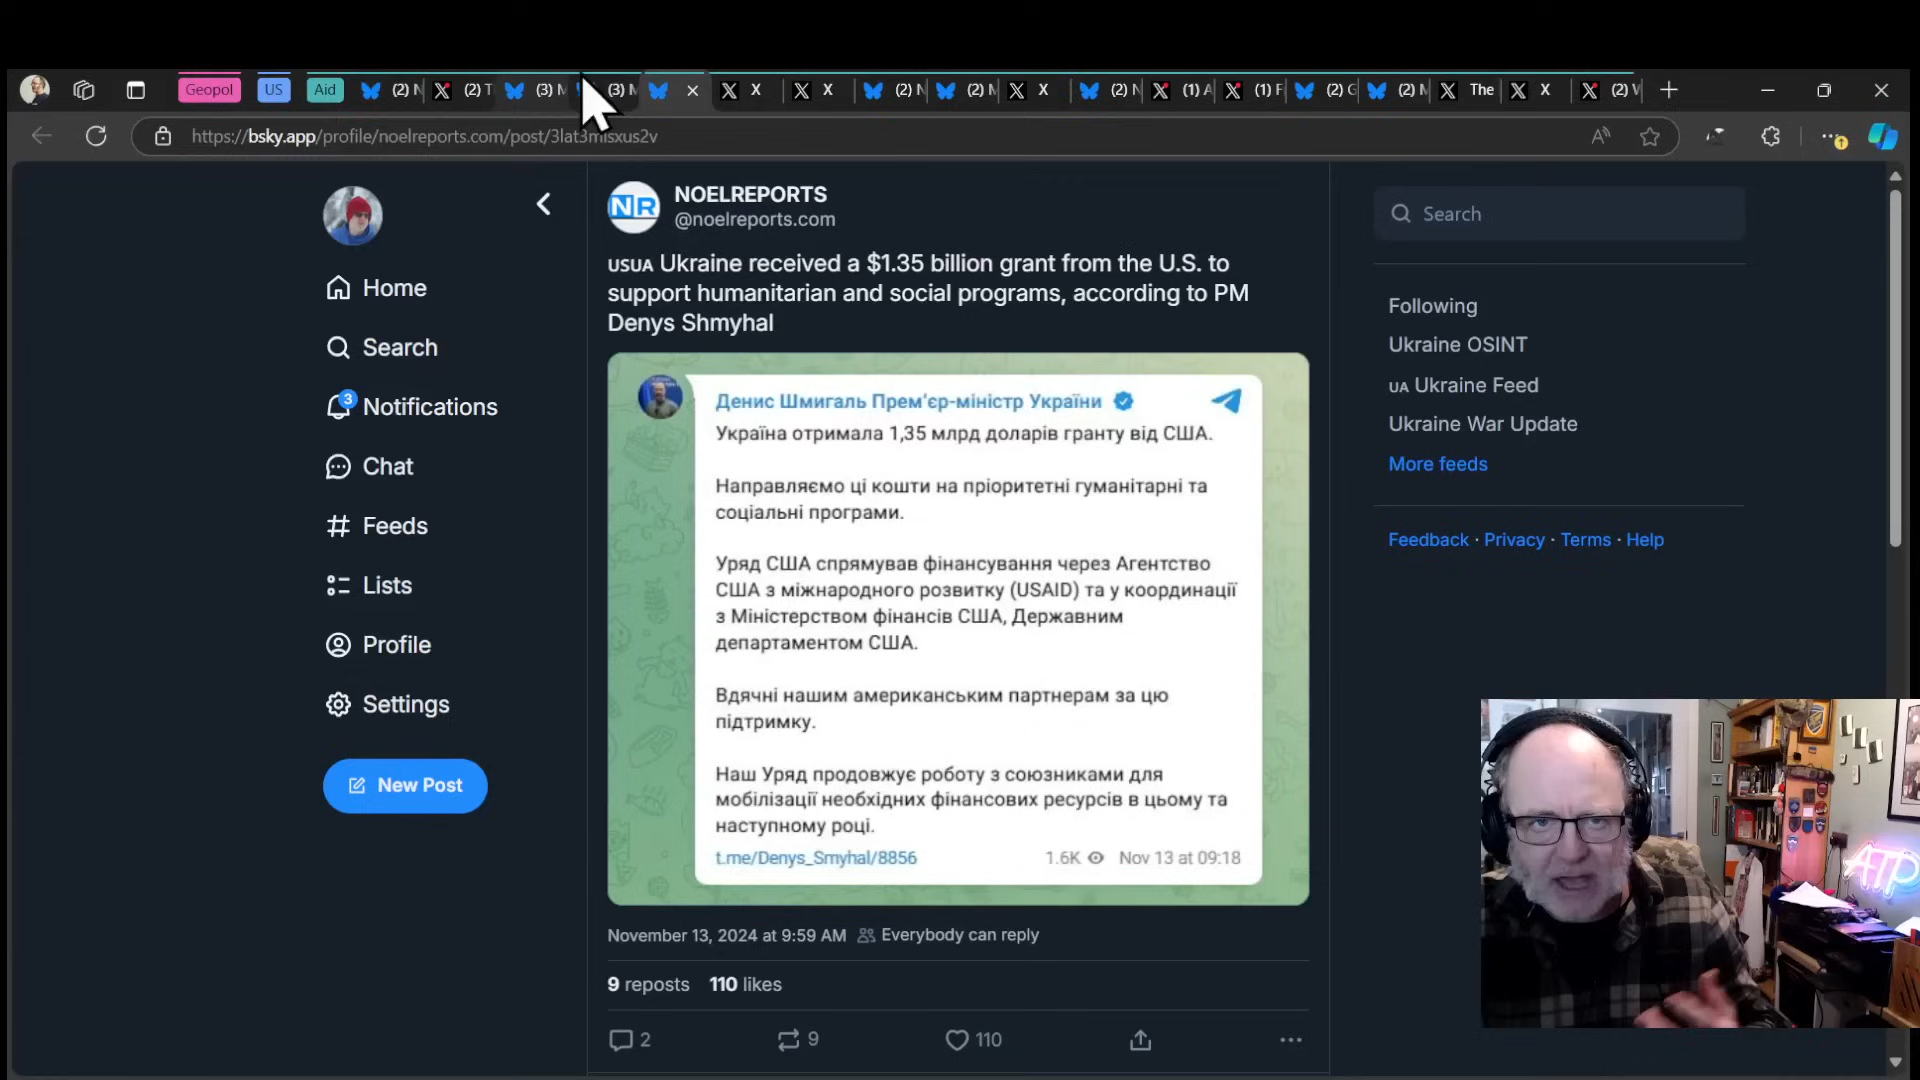 Geopol
US
Aid
(2) N
(2) T
(3) M
(3) M
X
X
(2) N
(2) M
X
(2) N
(1) A
(1) F
(2) G
(2) M
The
X
(2) V
https://bsky.app/profile/noelreports.com/post/3lat3mlsxus2v
Home
Search
3
Notifications
Chat
Feeds
Lists
Profile
Settings
New Post
NR
NOELREPORTS
@noelreports.com
USUA Ukraine received a $1.35 billion grant from the U.S. to
support humanitarian and social programs, according to PM
Denys Shmyhal
Денис Шмигаль Прем'єр-міністр України
Україна отримала 1,35 млрд доларів гранту від США.
Направляємо ці кошти на пріоритетні гуманітарні та
соціальні програми.
Уряд США спрямував фінансування через Агентство
США з міжнародного розвитку (USAID) та у координації
з Міністерством фінансів США, Державним
департаментом США.
Вдячні нашим американським партнерам за цю
підтримку.
Наш Уряд продовжує роботу з союзниками для
мобілізації необхідних фінансових ресурсів в цьому та
наступному році.
t.me/Denys_Smyhal/8856
1.6K
Nov 13 at 09:18
November 13, 2024 at 9:59 AM
Everybody can reply
9 reposts 110 likes
2
9
110
Search
Following
Ukraine OSINT
UA Ukraine Feed
Ukraine War Update
More feeds
Feedback · Privacy · Terms · Help
ATP